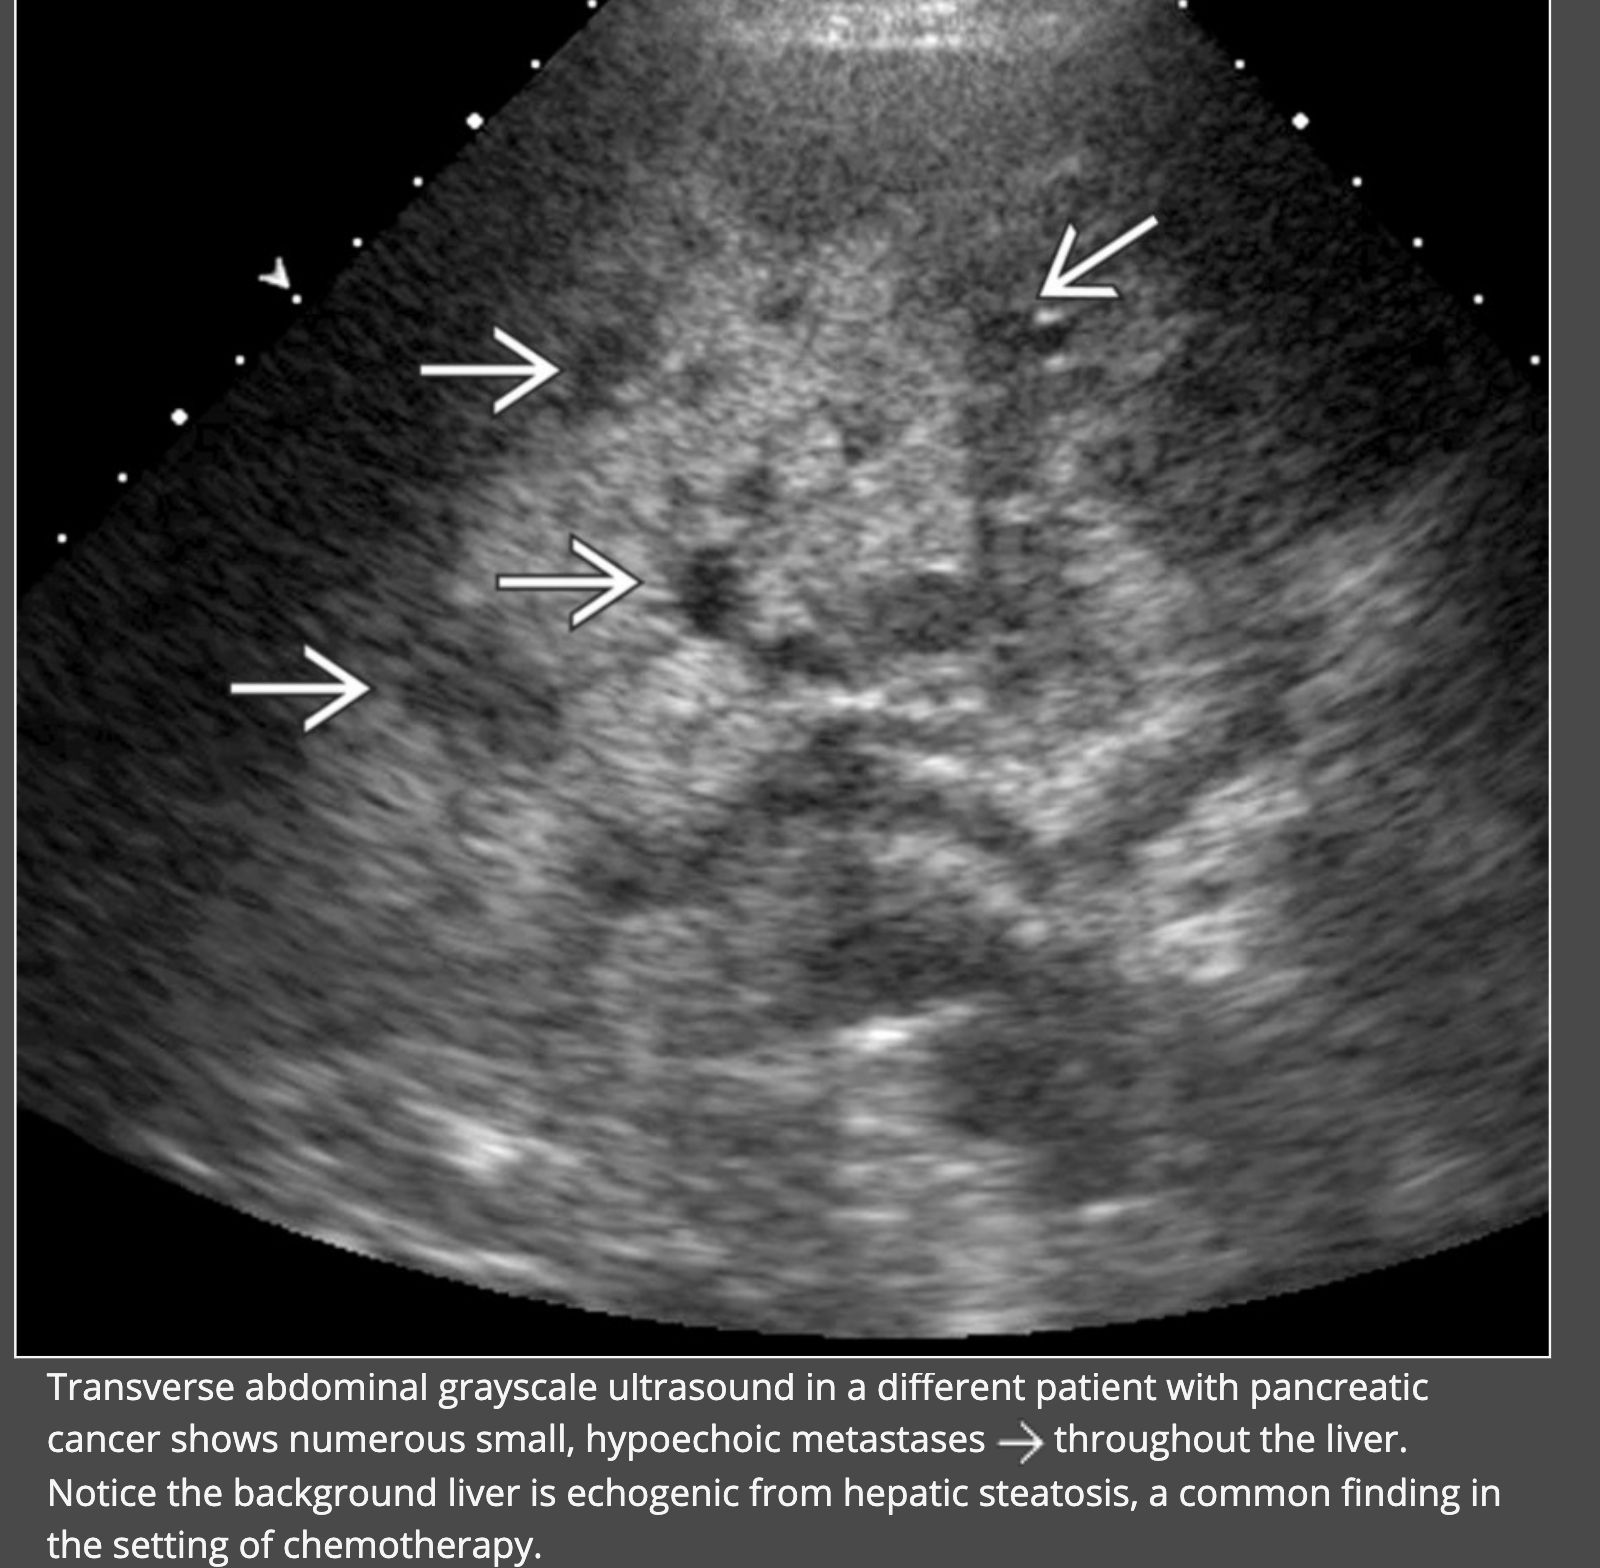 Transverse abdominal grayscale ultrasound in a different patient with pancreatic
cancer shows numerous small, hypoechoic metastases → throughout the liver.
Notice the background liver is echogenic from hepatic steatosis, a common finding in
the setting of chemotherapy.